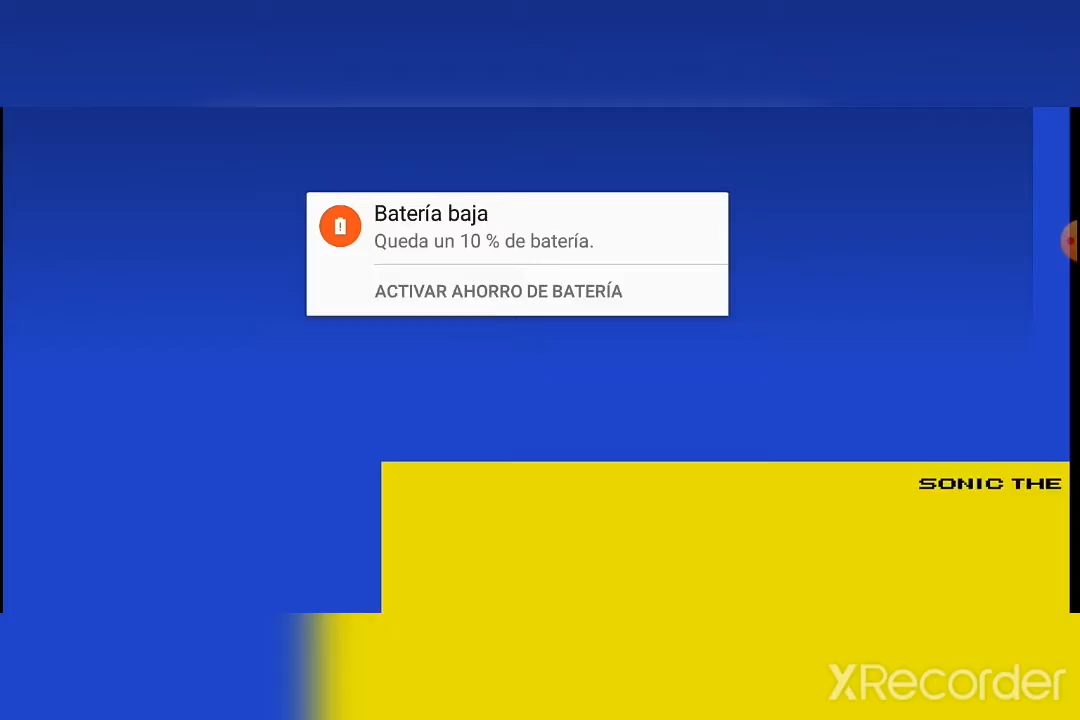 Batería baja
Queda un 10 % de batería.
ACTIVAR AHORRO DE BATERÍA
SONIC THE
XRecorder